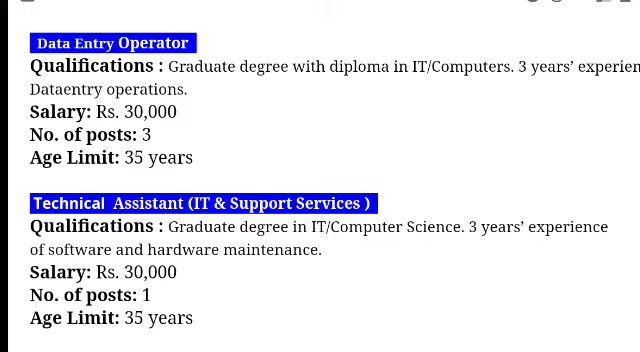 Data Entry Operator
Qualifications : Graduate degree with diploma in IT/Computers. 3 years’
Dataentry operations.
Salary: Rs. 30,000
No. of posts: 3
Age Limit: 35 years
Technical Assistant (IT & Support Services )
Qualifications : Graduate degree in IT/Computer Science. 3 years’ experience
of software and hardware maintenance.
Salary: Rs. 30,000
No. of posts: 1
Age Limit: 35 years